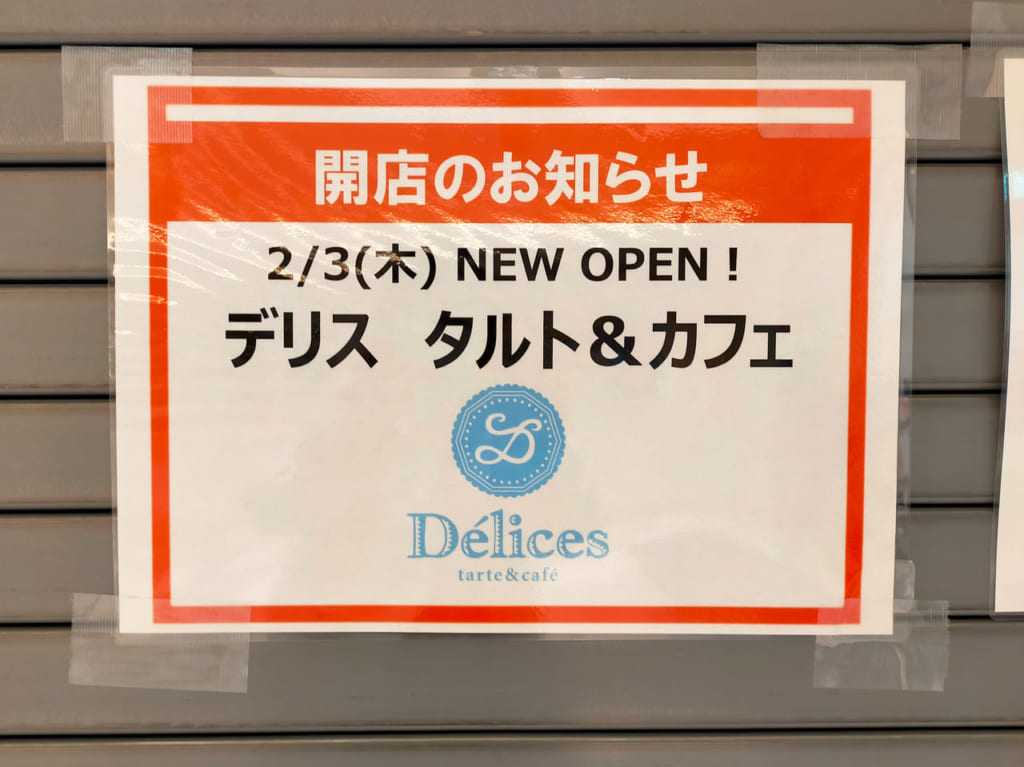 開店のお知らせ
2/3(木) NEW OPEN！
デリス　タルト＆カフェ
D
Délices
tarte&café